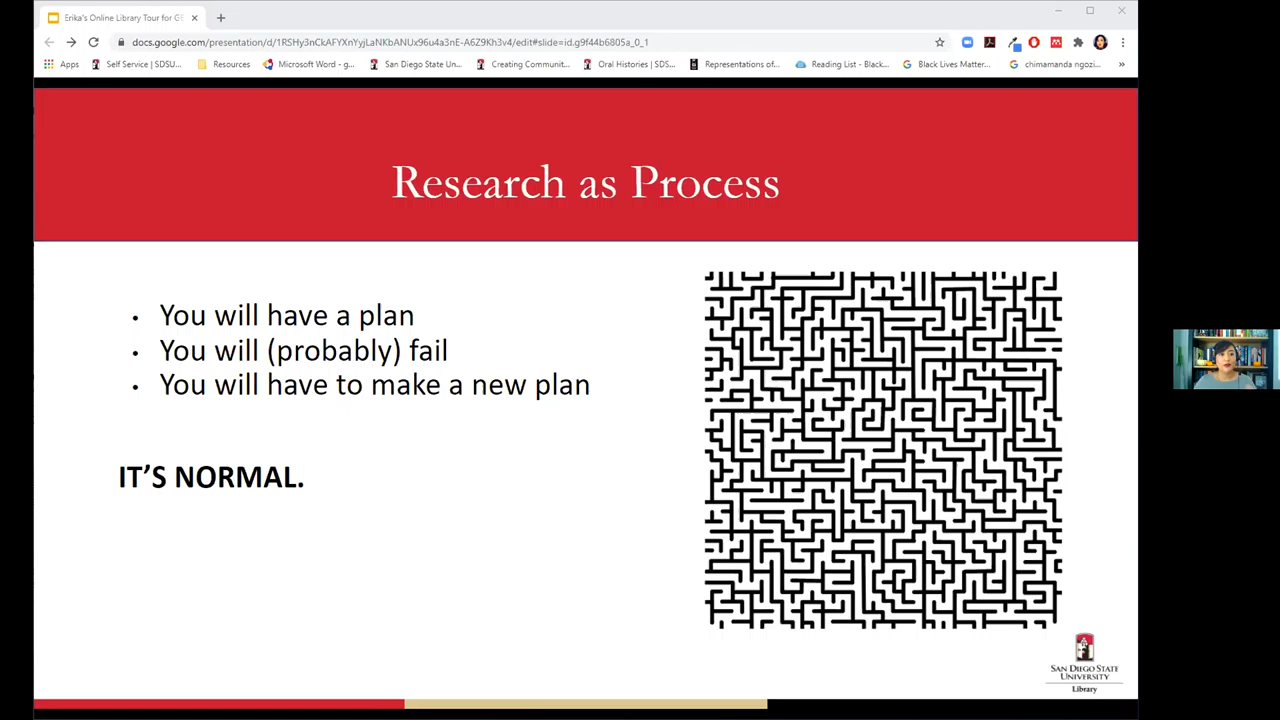 Erika's Online Library Tour for GE
docs.google.com/presentation/d/1RSHy3nCkAFYXnYvjLaNKbANUx96u4a3nE-A6Z9Kh3v4/edit#slide=id.g9f44b6805a_0_1
Apps Self Service | SDSU... Resources Microsoft Word - g... San Diego State Un... Creating Communit... Oral Histories | SDS... Representations of... Reading List - Black... Black Lives Matter... chimamanda ngozi... »
Research as Process
• You will have a plan
• You will (probably) fail
• You will have to make a new plan
IT'S NORMAL.
SAN DIEGO STATE
UNIVERSITY
Library